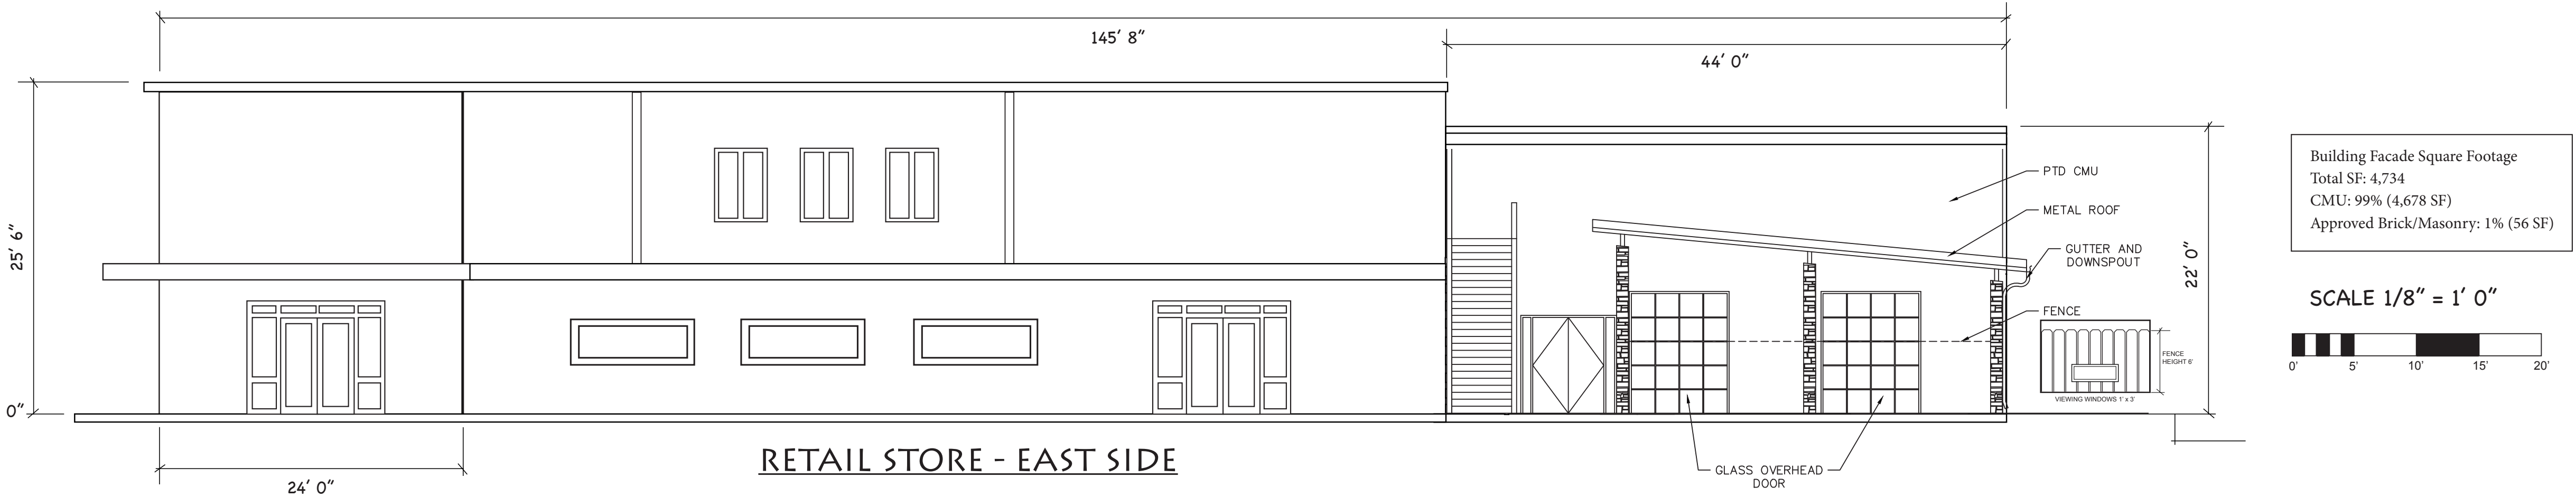 145' 8"
44' 0"
25' 6"
0"
24' 0"
RETAIL STORE - EAST SIDE
PTD CMU
METAL ROOF
GUTTER AND
DOWNSPOUT
FENCE
GLASS OVERHEAD
DOOR
22' 0"
FENCE
HEIGHT 6'
VIEWING WINDOWS 1' x 3'
Building Facade Square Footage
Total SF: 4,734
CMU: 99% (4,678 SF)
Approved Brick/Masonry: 1% (56 SF)
SCALE 1/8" = 1' 0"
0' 5' 10' 15' 20'